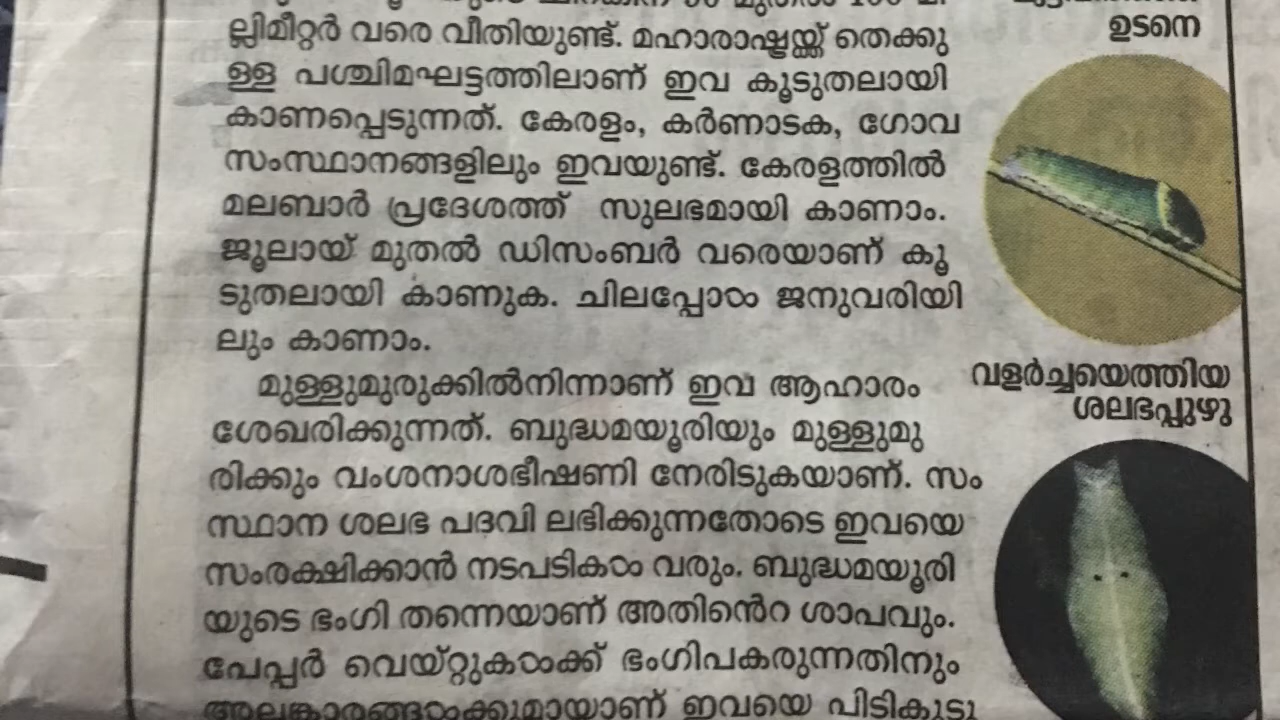 ല്ലിമീറ്റർ വരെ വീതിയുണ്ട്. മഹാരാഷ്ട്രയ്ക്ക് തെക്കു
ള്ള പശ്ചിമഘട്ടത്തിലാണ് ഇവ കൂടുതലായി
കാണപ്പെടുന്നത്. കേരളം, കർണാടക, ഗോവ
സംസ്ഥാനങ്ങളിലും ഇവയുണ്ട്. കേരളത്തിൽ
മലബാർ പ്രദേശത്ത് സുലഭമായി കാണാം.
ജൂലായ് മുതൽ ഡിസംബർ വരെയാണ് കൂ
ടുതലായി കാണുക. ചിലപ്പോൾ ജനുവരിയി
ലും കാണാം.
മുള്ളുമുരുക്കിൽനിന്നാണ് ഇവ ആഹാരം
ശേഖരിക്കുന്നത്. ബുദ്ധമയൂരിയും മുള്ളുമു
രിക്കും വംശനാശഭീഷണി നേരിടുകയാണ്. സം
സ്ഥാന ശലഭ പദവി ലഭിക്കുന്നതോടെ ഇവയെ
സംരക്ഷിക്കാൻ നടപടികൾ വരും. ബുദ്ധമയൂരി
യുടെ ഭംഗി തന്നെയാണ് അതിന്റെ ശാപവും.
പേപ്പർ വെയ്റ്റുകൾക്ക് ഭംഗിപകരുന്നതിനും
അലങ്കാരങ്ങൾക്കുമായാണ് ഇവയെ പിടികൂടു
ഉടനെ
വളർച്ചയെത്തിയ
ശലഭപ്പുഴു